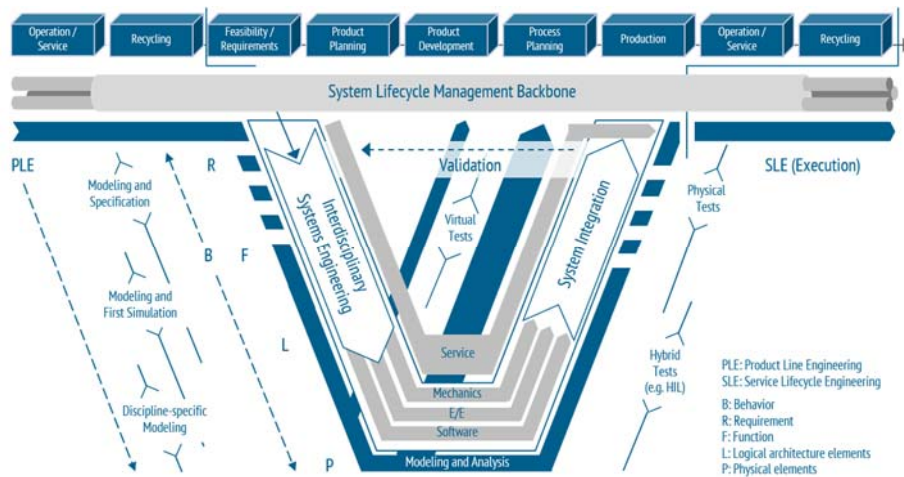 Operation /
Service
Recycling
Feasibility /
Requirements
Product
Planning
Product
Development
Process
Planning
Production
Operation /
Service
Recycling
System Lifecycle Management Backbone
PLE
Modeling and
Specification
R
Validation
SLE (Execution)
Physical
Tests
Interdisciplinary
Systems Engineering
Virtual
Tests
System Integration
B
F
Modeling and
First Simulation
L
Service
Hybrid
Tests
(e.g. HIL)
Mechanics
E/E
Software
Discipline-specific
Modeling
P
Modeling and Analysis
PLE: Product Line Engineering
SLE: Service Lifecycle Engineering
B: Behavior
R: Requirement
F: Function
L: Logical architecture elements
P: Physical elements